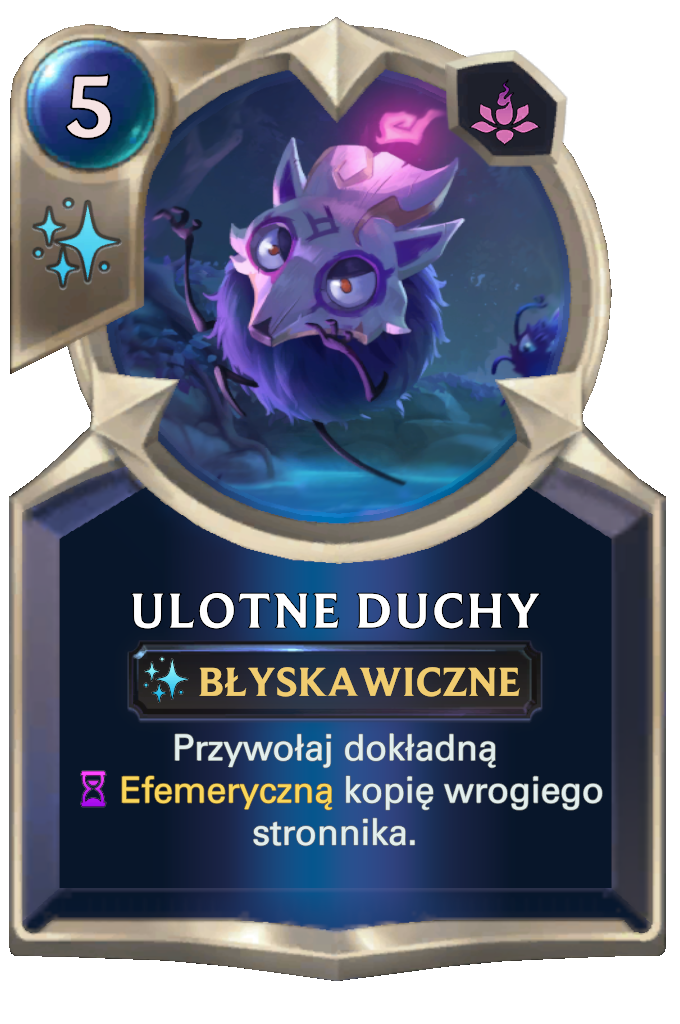 5
ULOTNE DUCHY
BŁYSKAWICZNE
Przywołaj dokładną
Efemeryczną kopię wrogiego
stronnika.